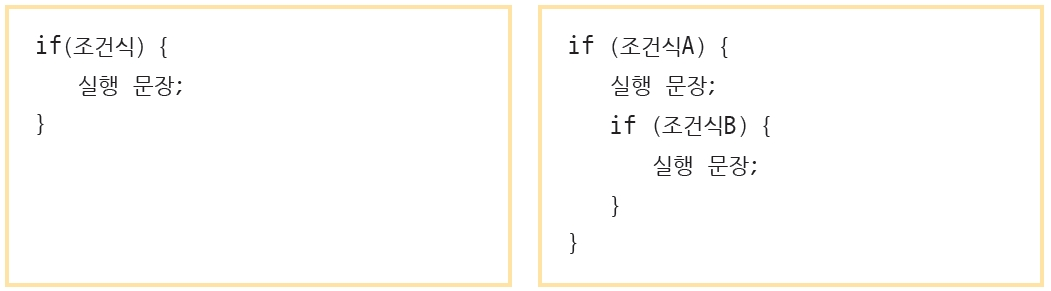 if(조건식) {
실행 문장;
}
if (조건식A) {
실행 문장;
if (조건식B) {
실행 문장;
}
}